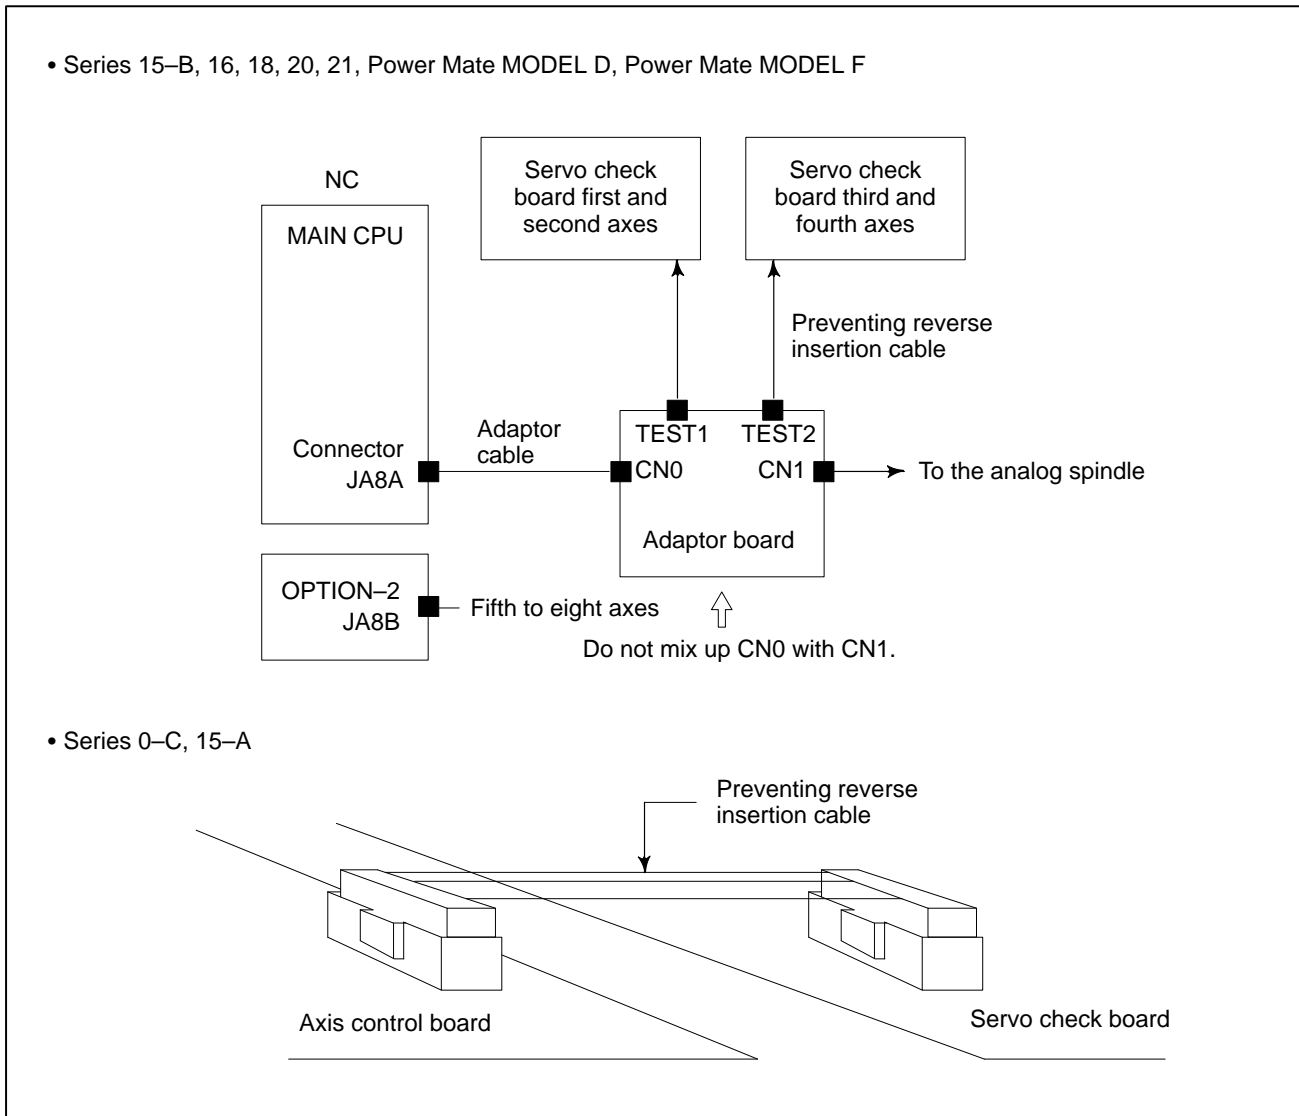 • Series 15–B, 16, 18, 20, 21, Power Mate MODEL D, Power Mate MODEL F
NC
MAIN CPU
Connector
JA8A
Adaptor
cable
Servo check
board first and
second axes
Servo check
board third and
fourth axes
Preventing reverse
insertion cable
TEST1
TEST2
CN0
CN1
Adaptor board
To the analog spindle
OPTION–2
JA8B
Fifth to eight axes
Do not mix up CN0 with CN1.
• Series 0–C, 15–A
Preventing reverse
insertion cable
Axis control board
Servo check board